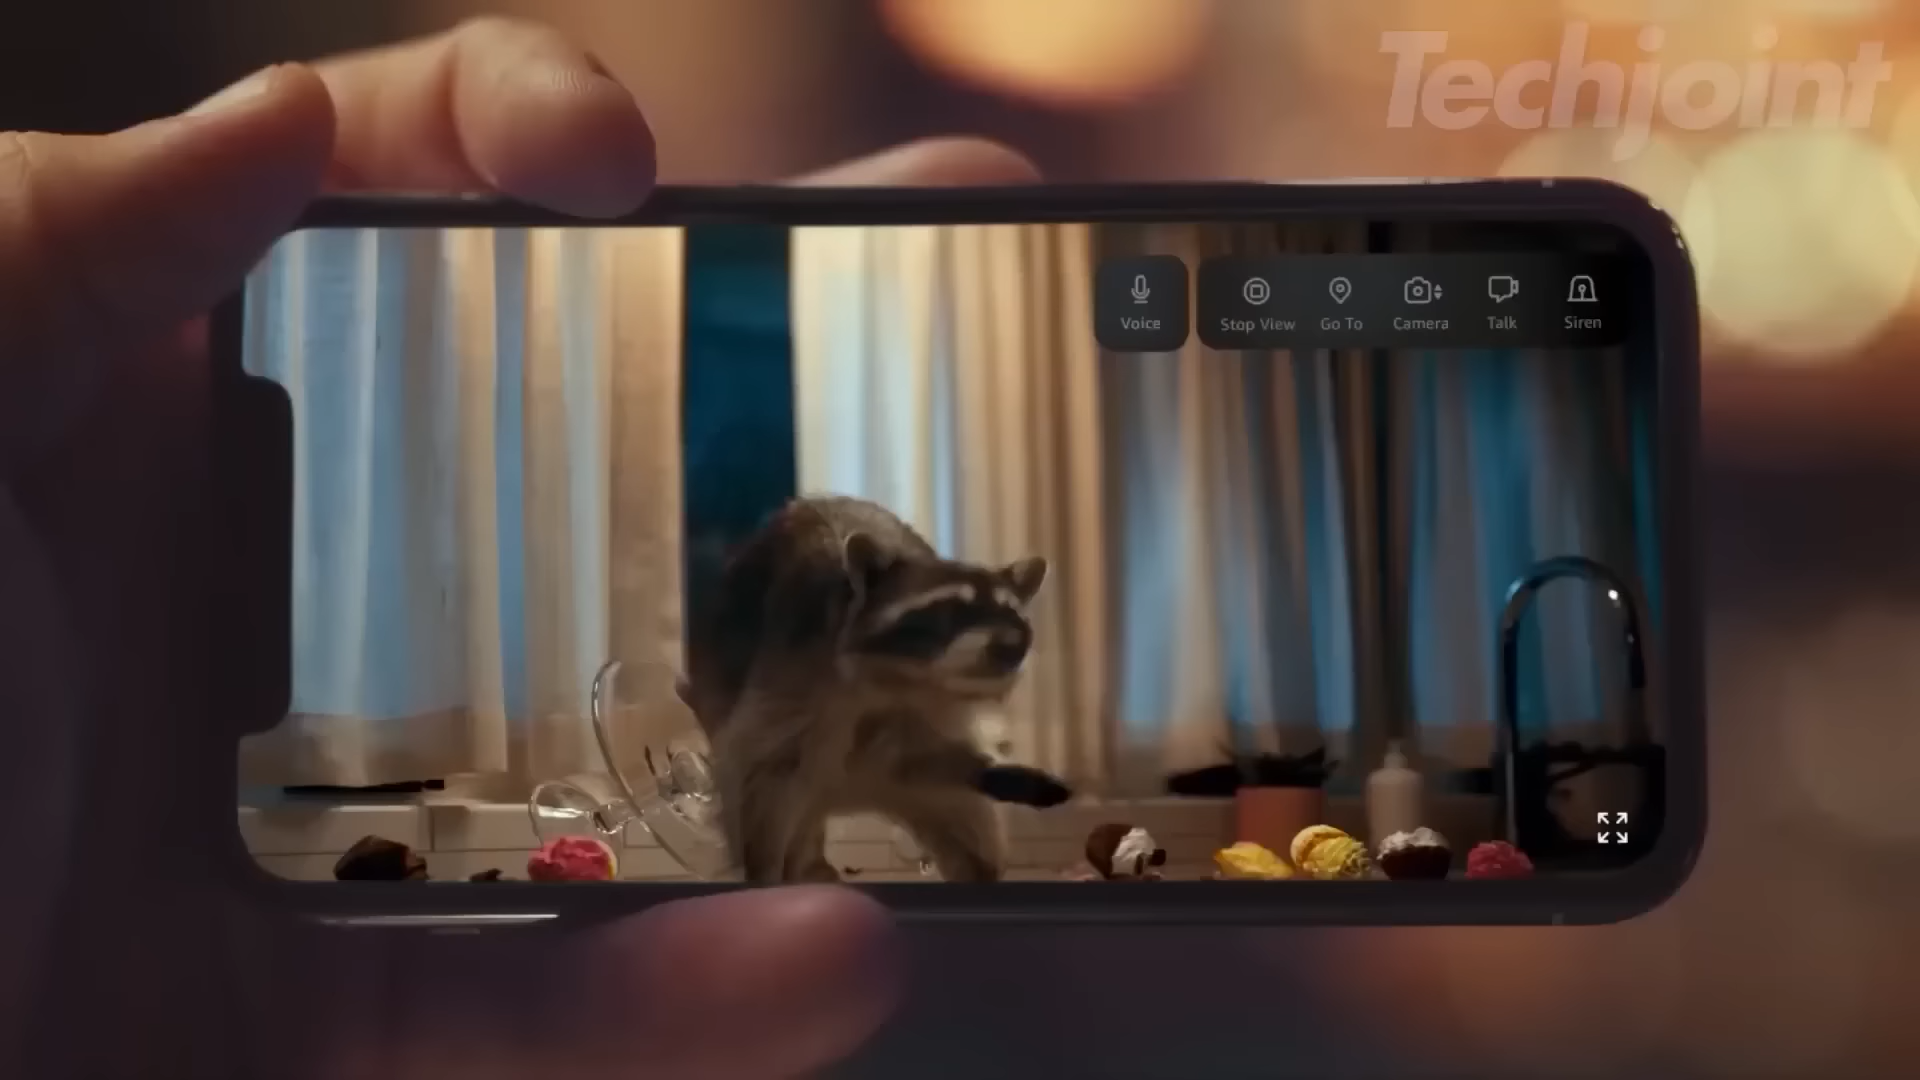 Techjoint
Voice
Stop View
Go To
Camera
Talk
Siren